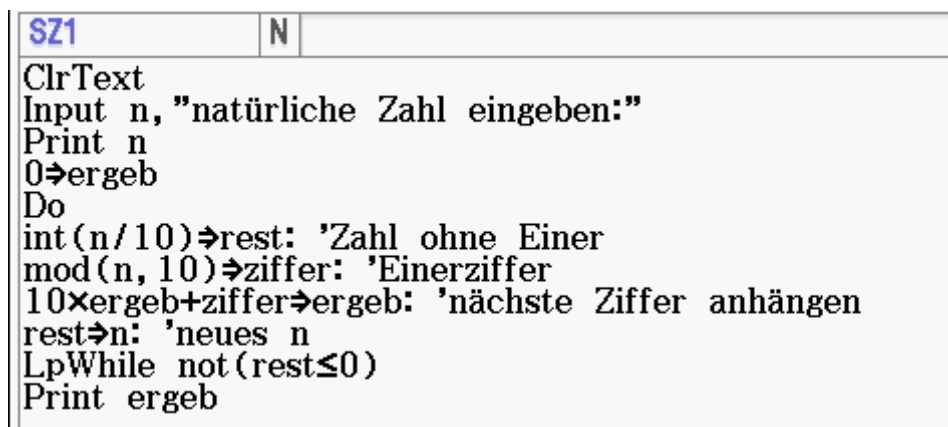 SZ1 N
ClrText
Input n,"natürliche Zahl eingeben:"
Print n
0⇒ergeb
Do
int(n/10)⇒rest: 'Zahl ohne Einer
mod(n,10)⇒ziffer: 'Einerziffer
10×ergeb+ziffer⇒ergeb: 'nächste Ziffer anhängen
rest⇒n: 'neues n
LpWhile not(rest≤0)
Print ergeb